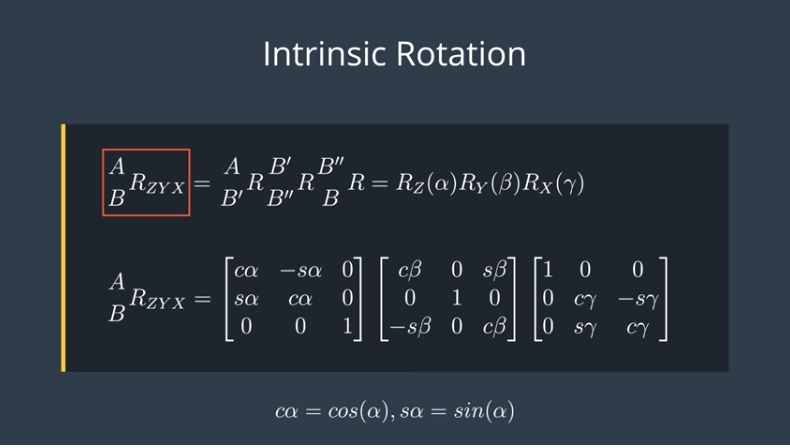 Intrinsic Rotation
$^{A}_{B}R_{ZYX} = {}^{A}_{B'}R\,{}^{B'}_{B''}R\,{}^{B''}_{B}R = R_Z(\alpha)R_Y(\beta)R_X(\gamma)$
$^{A}_{B}R_{ZYX} = \begin{bmatrix} c\alpha & -s\alpha & 0 \\ s\alpha & c\alpha & 0 \\ 0 & 0 & 1 \end{bmatrix} \begin{bmatrix} c\beta & 0 & s\beta \\ 0 & 1 & 0 \\ -s\beta & 0 & c\beta \end{bmatrix} \begin{bmatrix} 1 & 0 & 0 \\ 0 & c\gamma & -s\gamma \\ 0 & s\gamma & c\gamma \end{bmatrix}$
$c\alpha = cos(\alpha), s\alpha = sin(\alpha)$